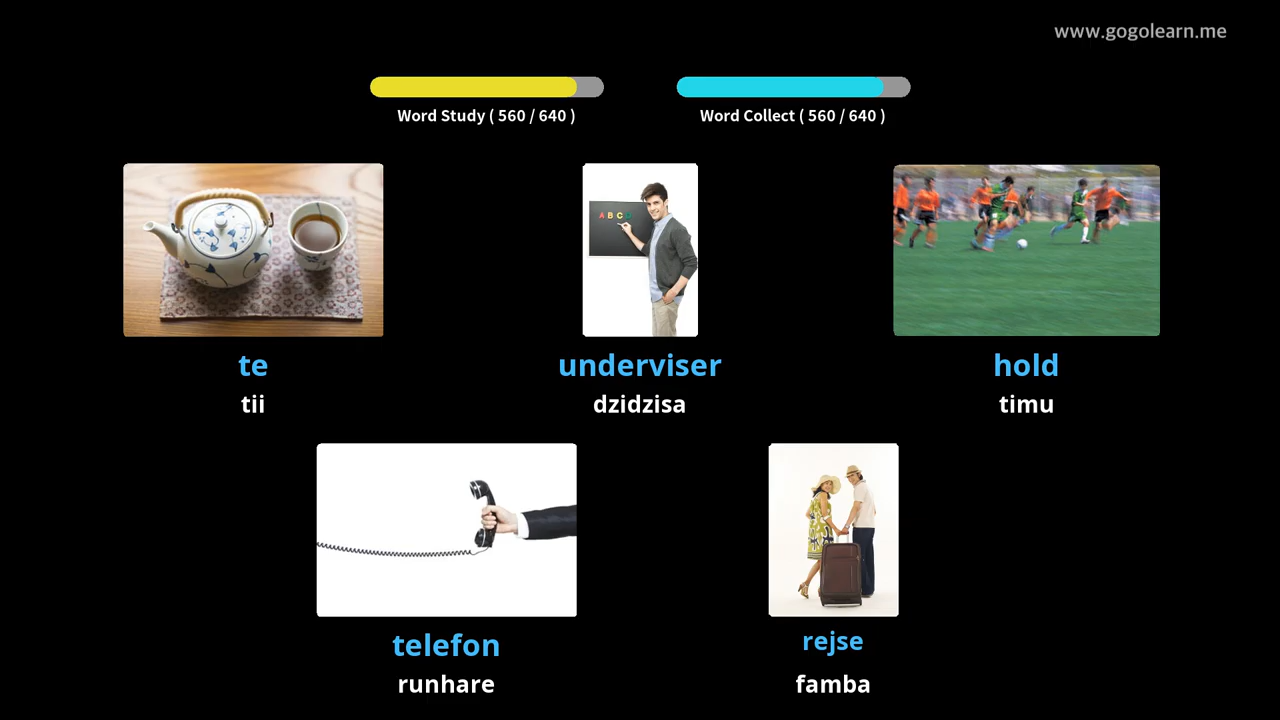 www.gogolearn.me
Word Study ( 560 / 640 )
Word Collect ( 560 / 640 )
A B C D
te
tii
underviser
dzidzisa
hold
timu
telefon
runhare
rejse
famba